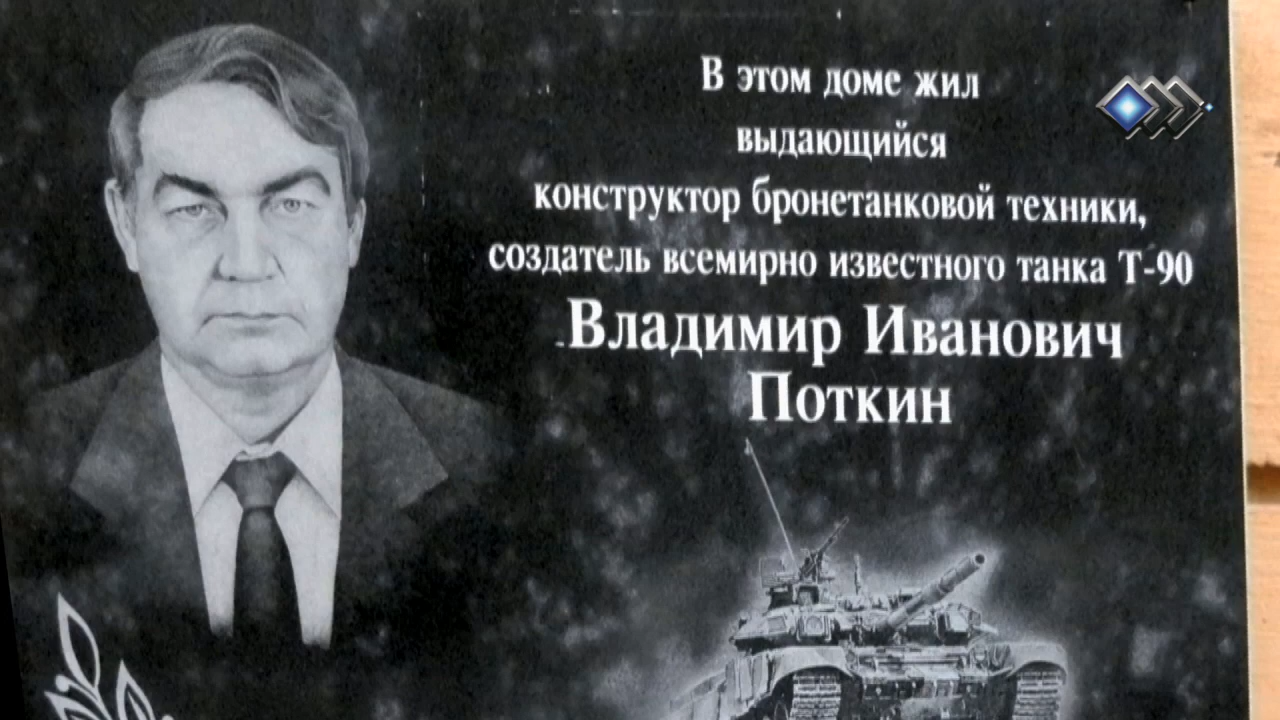 В этом доме жил
выдающийся
конструктор бронетанковой техники,
создатель всемирно известного танка Т-90
Владимир Иванович
Поткин